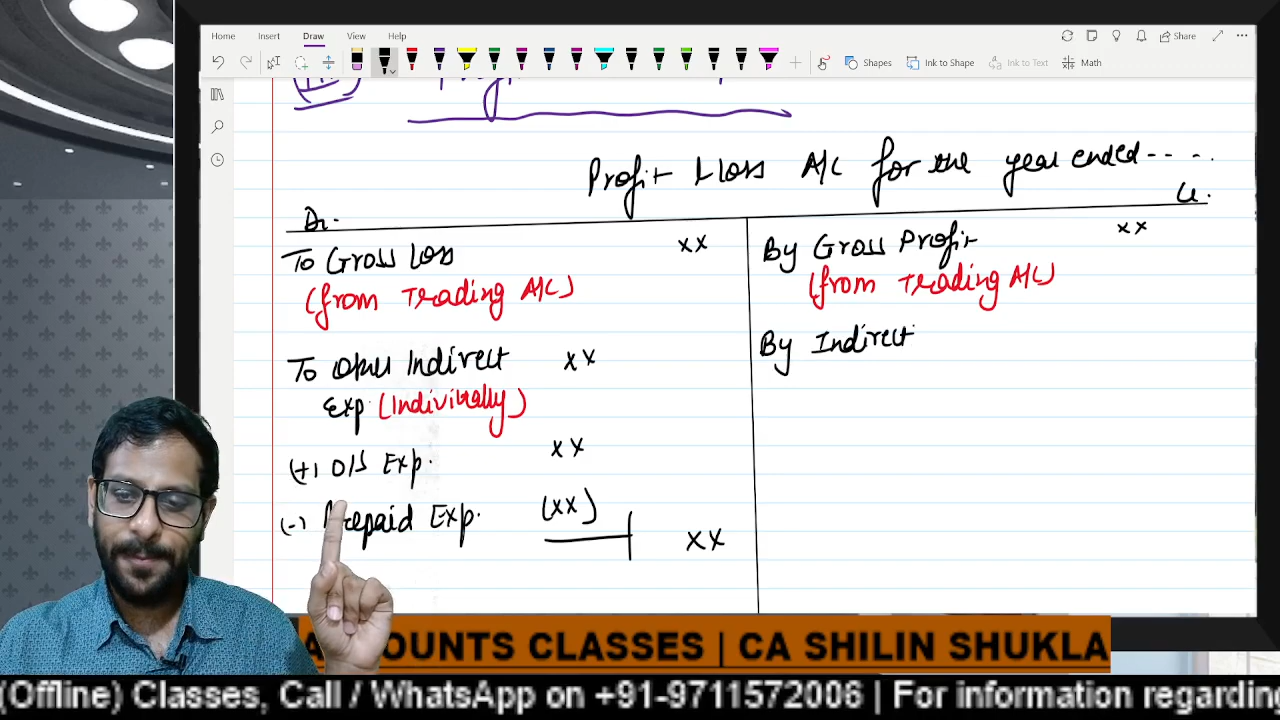 Home Insert Draw View Help
Share
Shapes Ink to Shape Ink to Text Math
Profit & Loss A/c for the year ended-- - -
Dr. Cr.
To Gross Loss xx
(from Trading A/c)
To Other Indirect xx
Exp. (Indivirally)
(+) O/S Exp. xx
(-) Prepaid Exp. (xx)
xx
By Gross Profit xx
(from Trading A/c)
By Indirect
OUNTS CLASSES | CA SHILIN SHUKLA
(Offline) Classes, Call / WhatsApp on +91-9711572006 | For information regarding